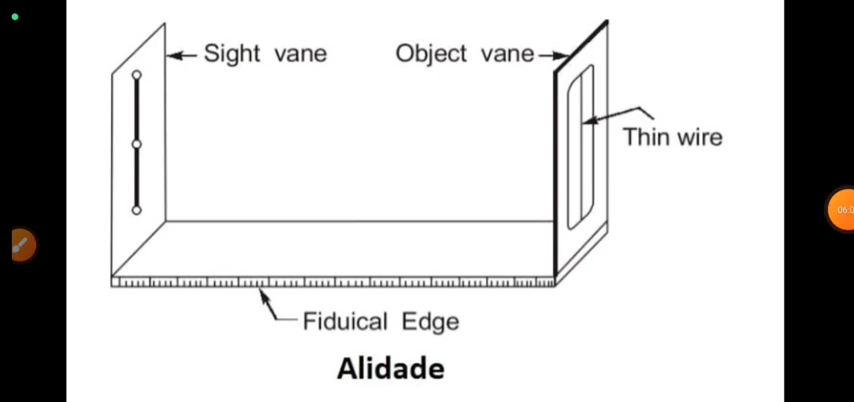 Sight vane
Object vane
Thin wire
Fiduical Edge
Alidade